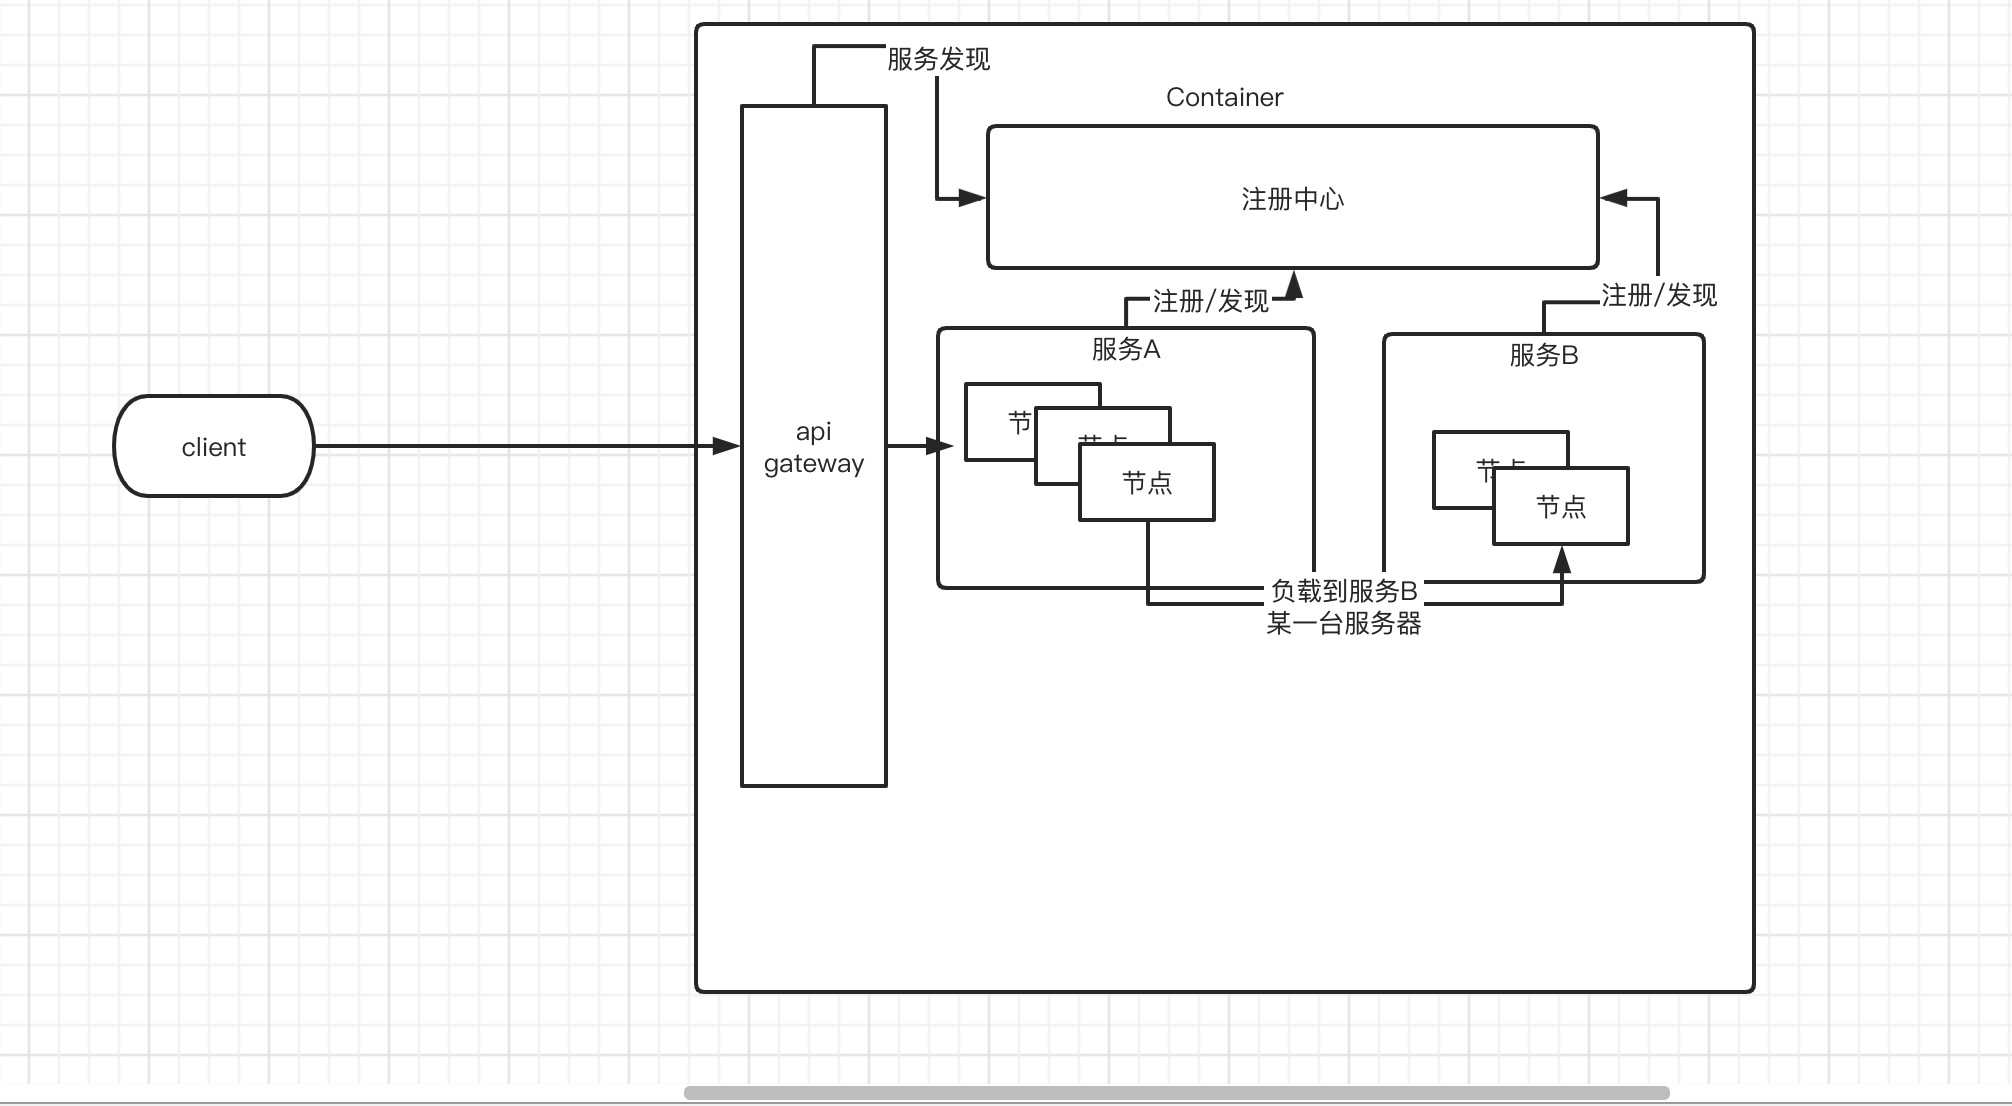 服务发现
Container
注册中心
注册/发现
注册/发现
服务A
服务B
client
api
gateway
节
节点
节点
节点
节点
负载到服务B
某一台服务器